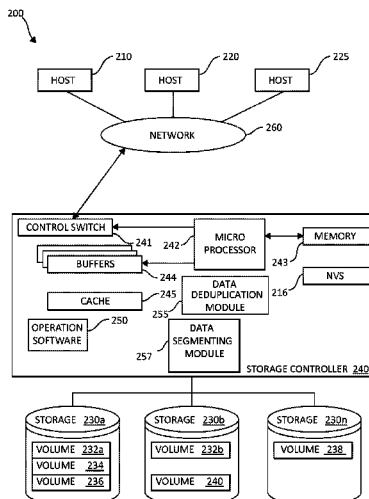 200
HOST 210
HOST 220
HOST 225
NETWORK 260
CONTROL SWITCH
241
242
MICRO
PROCESSOR
MEMORY
243
BUFFERS
244
NVS
216
CACHE
245
255
DATA
DEDUPLICATION
MODULE
OPERATION
SOFTWARE
250
DATA
SEGMENTING
MODULE
257
STORAGE CONTROLLER 240
STORAGE 230a
VOLUME 232a
VOLUME 234
VOLUME 236
STORAGE 230b
VOLUME 232b
VOLUME 240
STORAGE 230n
VOLUME 238